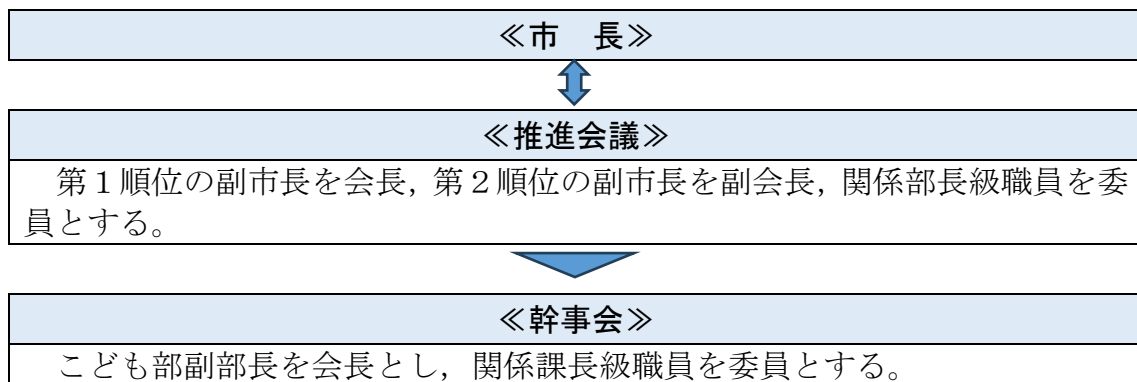 ≪市　長≫
≪推進会議≫
　第１順位の副市長を会長，第２順位の副市長を副会長，関係部長級職員を委
員とする。
≪幹事会≫
　こども部副部長を会長とし，関係課長級職員を委員とする。